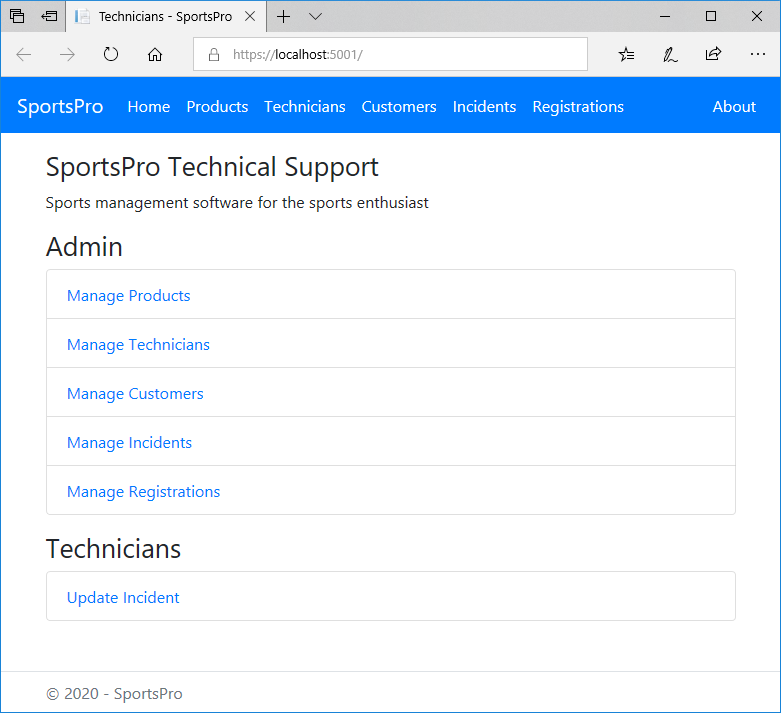 Technicians - SportsPro
https://localhost:5001/
SportsPro Home Products Technicians Customers Incidents Registrations About
SportsPro Technical Support
Sports management software for the sports enthusiast
Admin
Manage Products
Manage Technicians
Manage Customers
Manage Incidents
Manage Registrations
Technicians
Update Incident
© 2020 - SportsPro